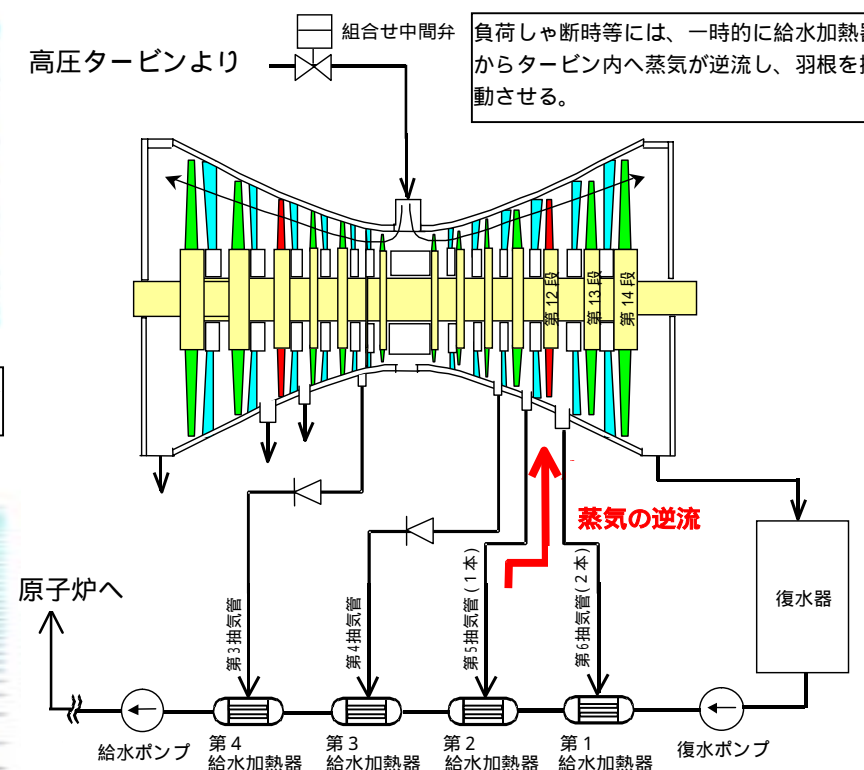 組合せ中間弁
高圧タービンより
負荷しゃ断時等には、一時的に給水加熱
からタービン内へ蒸気が逆流し、羽根を
動させる。
第12段
第13段
第14段
蒸気の逆流
原子炉へ
第3抽気管
第4抽気管
第5抽気管(1本)
第6抽気管(2本)
復水器
給水ポンプ
第4
給水加熱器
第3
給水加熱器
第2
給水加熱器
第1
給水加熱器
復水ポンプ